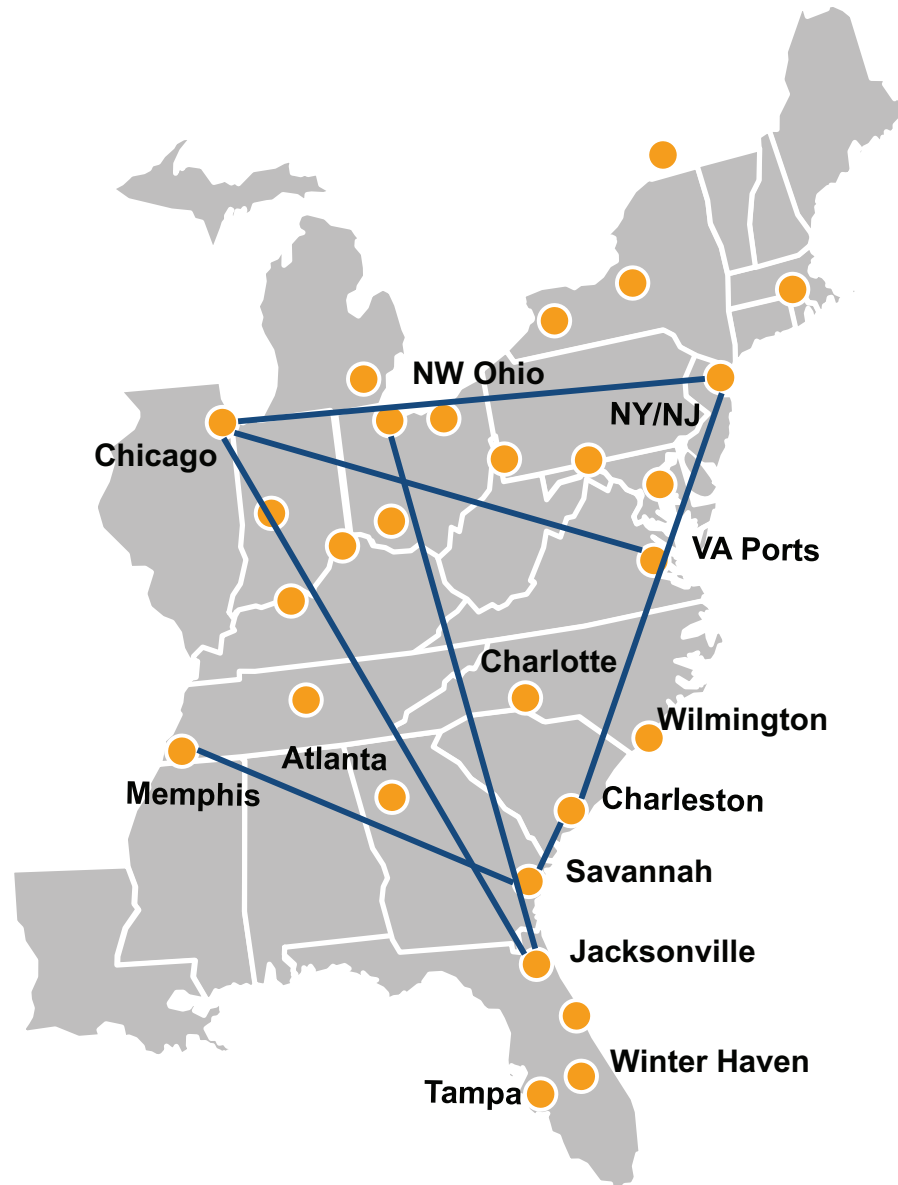 NW Ohio
NY/NJ
Chicago
VA Ports
Charlotte
Wilmington
Atlanta
Memphis
Charleston
Savannah
Jacksonville
Winter Haven
Tampa